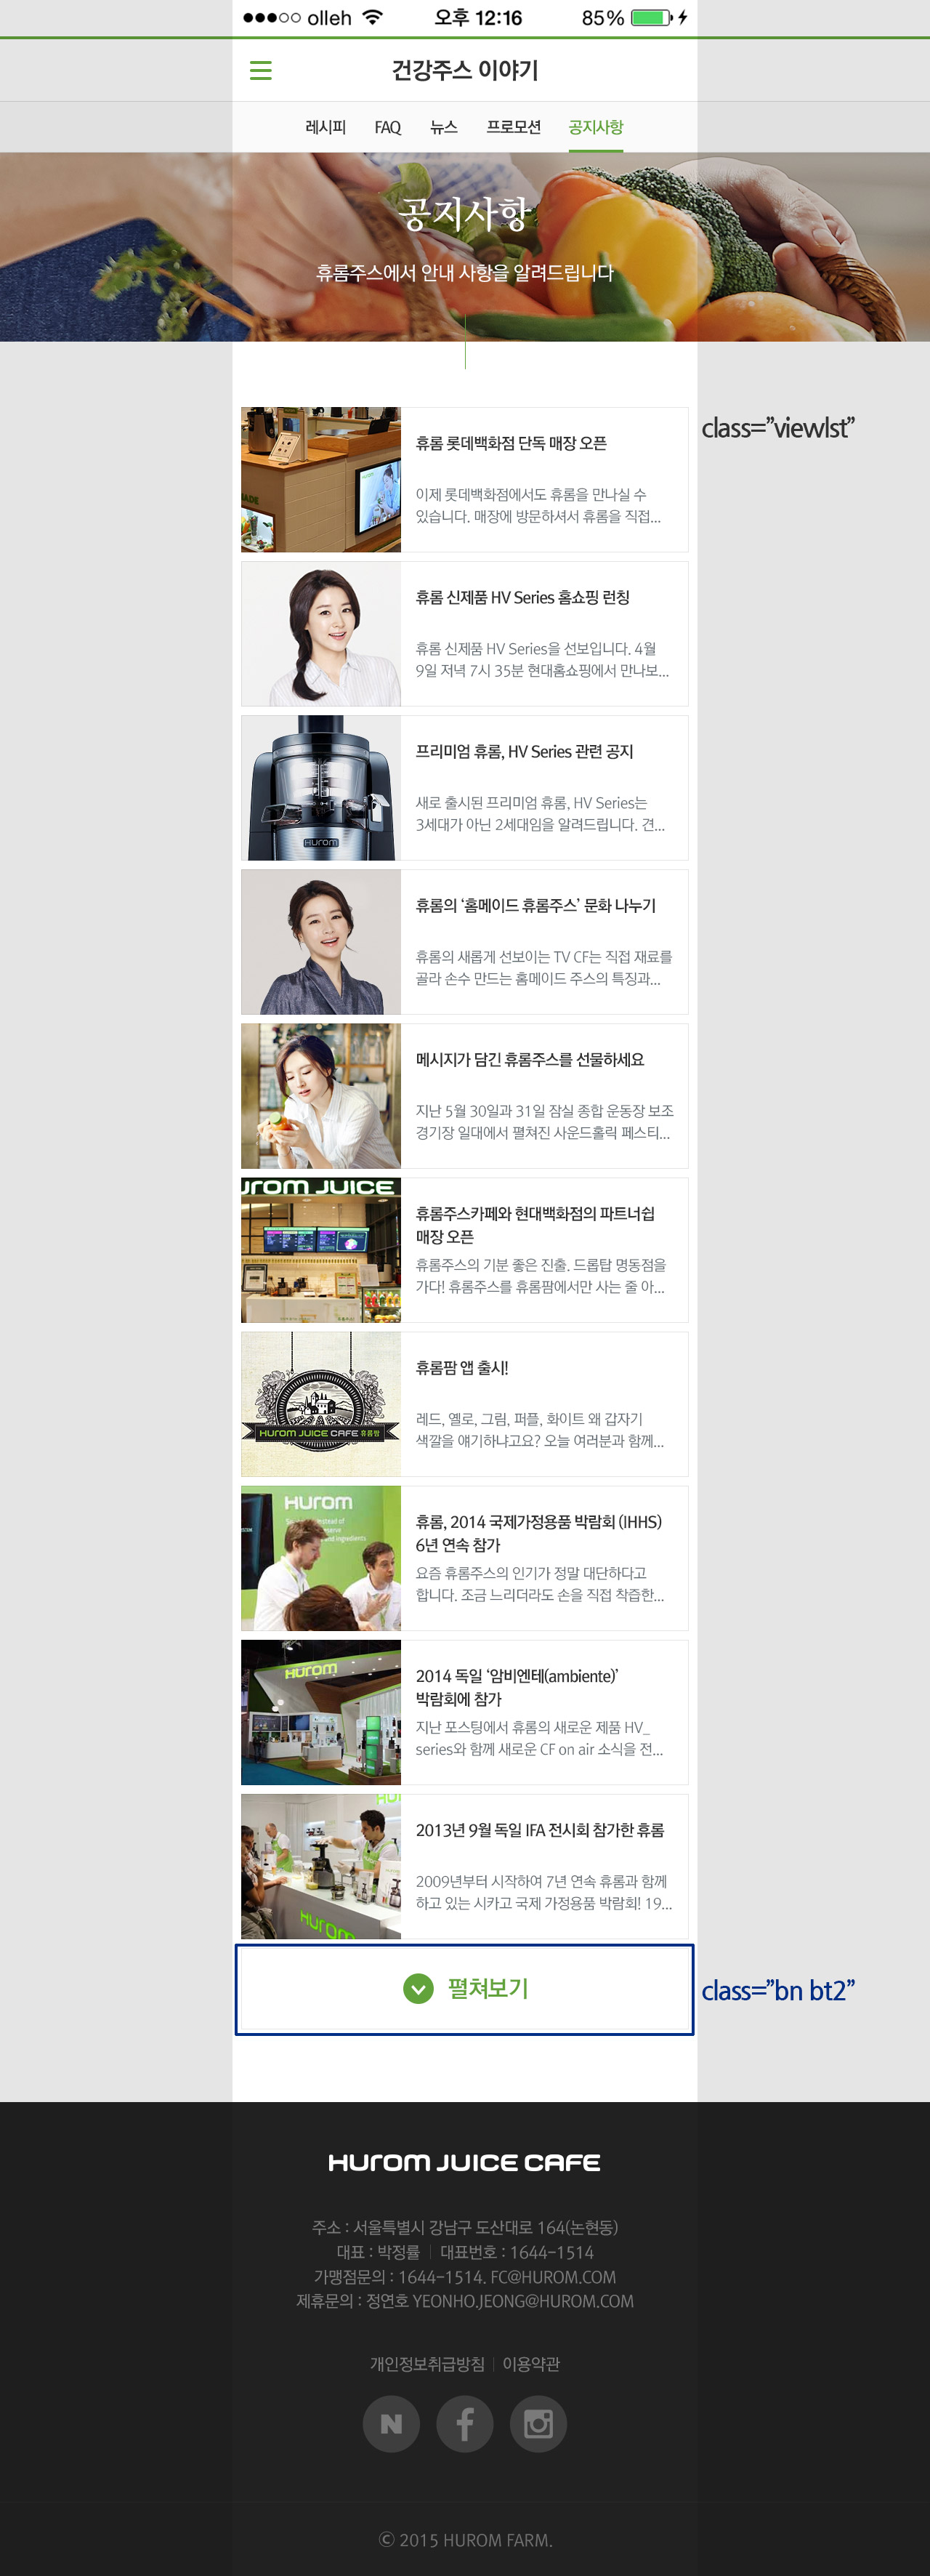 olleh 오후 12:16 85%
건강주스 이야기
레시피 FAQ 뉴스 프로모션 공지사항
공지사항
휴롬주스에서 안내 사항을 알려드립니다
class=”viewlst”
휴롬 롯데백화점 단독 매장 오픈
이제 롯데백화점에서도 휴롬을 만나실 수
있습니다. 매장에 방문하셔서 휴롬을 직접...
휴롬 신제품 HV Series 홈쇼핑 런칭
휴롬 신제품 HV Series을 선보입니다. 4월
9일 저녁 7시 35분 현대홈쇼핑에서 만나보...
Hurom
프리미엄 휴롬, HV Series 관련 공지
새로 출시된 프리미엄 휴롬, HV Series는
3세대가 아닌 2세대임을 알려드립니다. 견...
휴롬의 ‘홈메이드 휴롬주스’ 문화 나누기
휴롬의 새롭게 선보이는 TV CF는 직접 재료를
골라 손수 만드는 홈메이드 주스의 특징과...
메시지가 담긴 휴롬주스를 선물하세요
지난 5월 30일과 31일 잠실 종합 운동장 보조
경기장 일대에서 펼쳐진 사운드홀릭 페스티...
urom JUICE
휴롬주스카페와 현대백화점의 파트너쉽
매장 오픈
휴롬주스의 기분 좋은 진출. 드롭탑 명동점을
가다! 휴롬주스를 휴롬팜에서만 사는 줄 아...
HUROM JUICE CAFE 휴롬팜
휴롬팜 앱 출시!
레드, 옐로, 그림, 퍼플, 화이트 왜 갑자기
색깔을 얘기하냐고요? 오늘 여러분과 함께...
Hurom
휴롬, 2014 국제가정용품 박람회 (IHHS)
6년 연속 참가
요즘 휴롬주스의 인기가 정말 대단하다고
합니다. 조금 느리더라도 손을 직접 착즙한...
Hurom
2014 독일 ‘암비엔테(ambiente)’
박람회에 참가
지난 포스팅에서 휴롬의 새로운 제품 HV_
series와 함께 새로운 CF on air 소식을 전...
Hurom
2013년 9월 독일 IFA 전시회 참가한 휴롬
2009년부터 시작하여 7년 연속 휴롬과 함께
하고 있는 시카고 국제 가정용품 박람회! 19...
펼쳐보기
class=”bn bt2”
HUROM JUICE CAFE
주소 : 서울특별시 강남구 도산대로 164(논현동)
대표 : 박정률 | 대표번호 : 1644-1514
가맹점문의 : 1644-1514. FC@HUROM.COM
제휴문의 : 정연호 YEONHO.JEONG@HUROM.COM
개인정보취급방침 | 이용약관
© 2015 HUROM FARM.